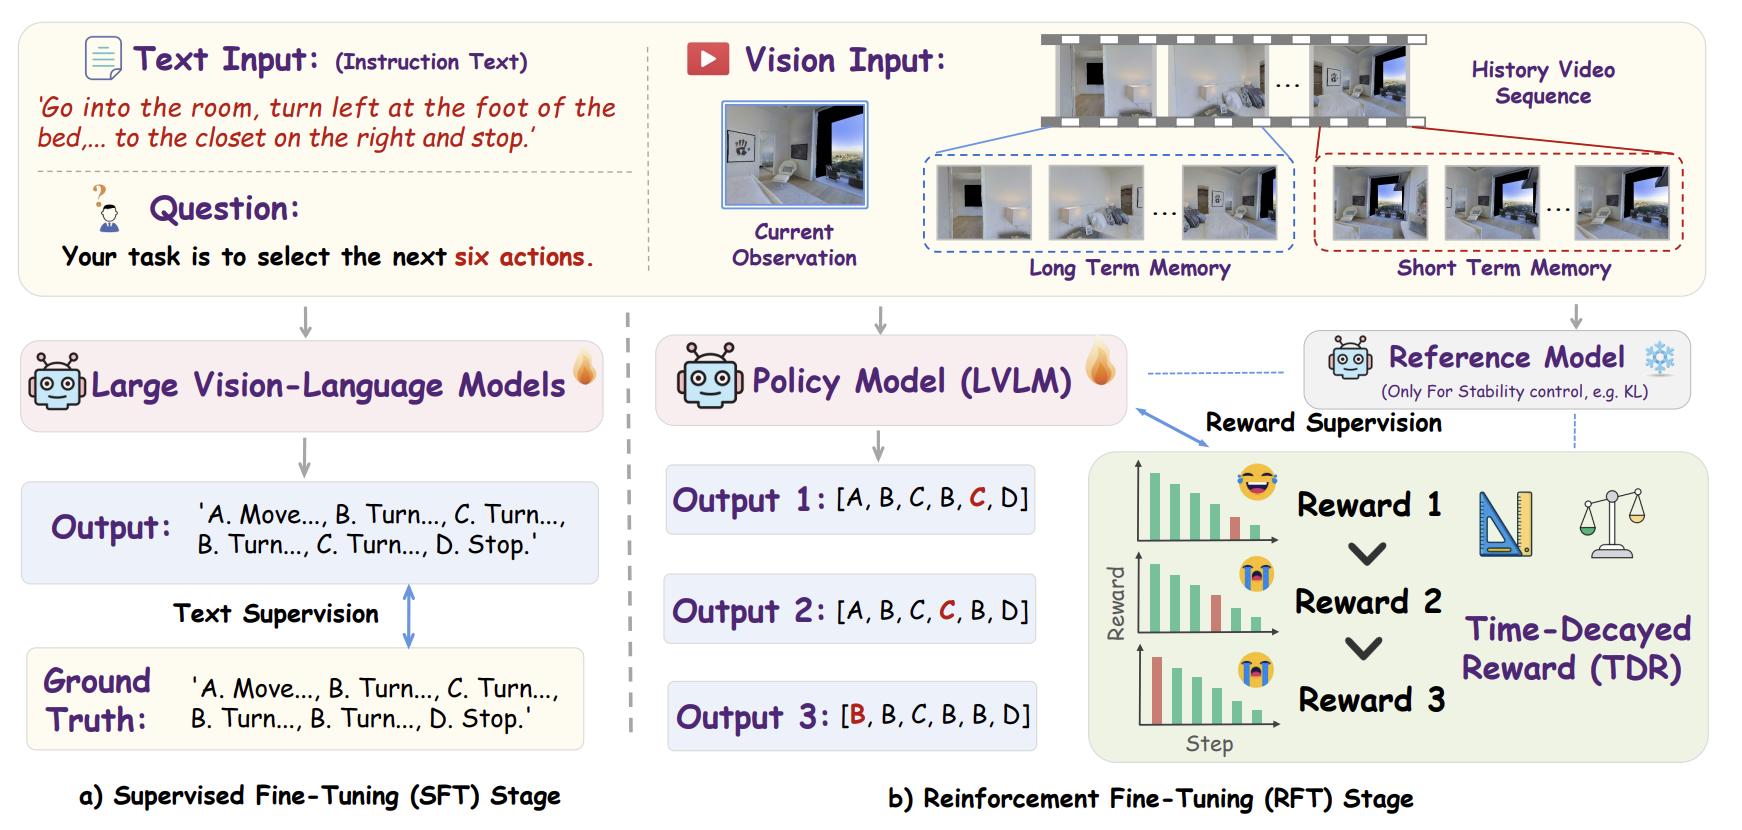 Text Input: (Instruction Text)
'Go into the room, turn left at the foot of the
bed,... to the closet on the right and stop.'
Question:
Your task is to select the next six actions.
Vision Input:
Current
Observation
History Video
Sequence
...
...
...
Long Term Memory
Short Term Memory
Large Vision-Language Models
Output:
'A. Move..., B. Turn..., C. Turn...,
B. Turn..., C. Turn..., D. Stop.'
Text Supervision
Ground
Truth:
'A. Move..., B. Turn..., C. Turn...,
B. Turn..., B. Turn..., D. Stop.'
a) Supervised Fine-Tuning (SFT) Stage
Policy Model (LVLM)
Reference Model
(Only For Stability control, e.g. KL)
Reward Supervision
Output 1: [A, B, C, B, C, D]
Output 2: [A, B, C, C, B, D]
Output 3: [B, B, C, B, B, D]
Reward
Step
Reward 1
Reward 2
Reward 3
Time-Decayed
Reward (TDR)
b) Reinforcement Fine-Tuning (RFT) Stage